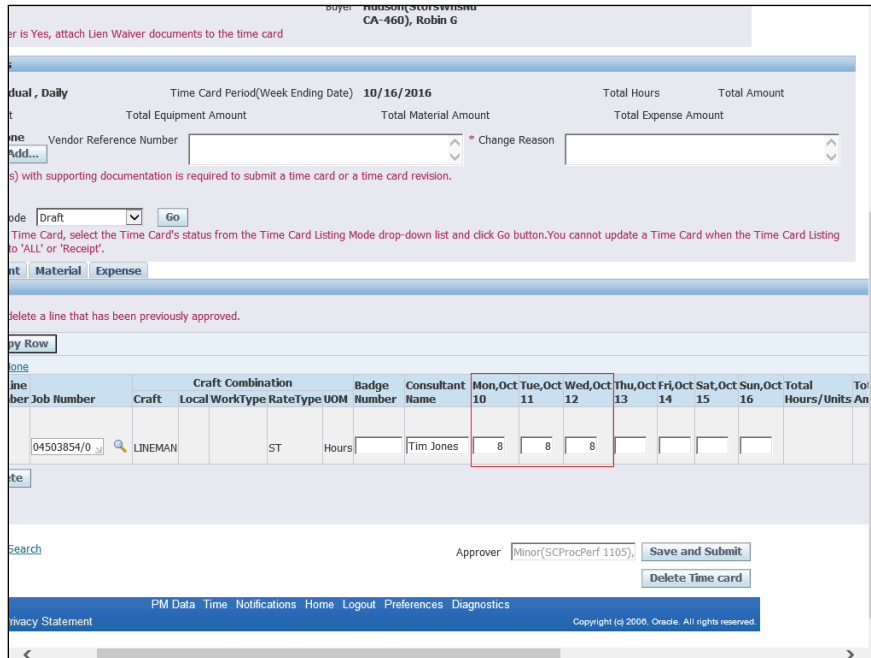 Buyer Hudson(StorsWhsNu
CA-460), Robin G
er is Yes, attach Lien Waiver documents to the time card
s
dual , Daily Time Card Period(Week Ending Date) 10/16/2016 Total Hours Total Amount
t Total Equipment Amount Total Material Amount Total Expense Amount
one Vendor Reference Number * Change Reason
Add...
s) with supporting documentation is required to submit a time card or a time card revision.
ode Draft Go
Time Card, select the Time Card's status from the Time Card Listing Mode drop-down list and click Go button.You cannot update a Time Card when the Time Card Listing
to 'ALL' or 'Receipt'.
nt Material Expense
delete a line that has been previously approved.
py Row
None
ine Craft Combination Badge Consultant Mon,Oct Tue,Oct Wed,Oct Thu,Oct Fri,Oct Sat,Oct Sun,Oct Total Tot
ber Job Number Craft Local WorkType RateType UOM Number Name 10 11 12 13 14 15 16 Hours/Units An
04503854/0 LINEMAN ST Hours Tim Jones 8 8 8
ete
Search
Approver Minor(SCProcPerf 1105), Save and Submit
Delete Time card
PM Data Time Notifications Home Logout Preferences Diagnostics
rivacy Statement Copyright (c) 2006, Oracle. All rights reserved.